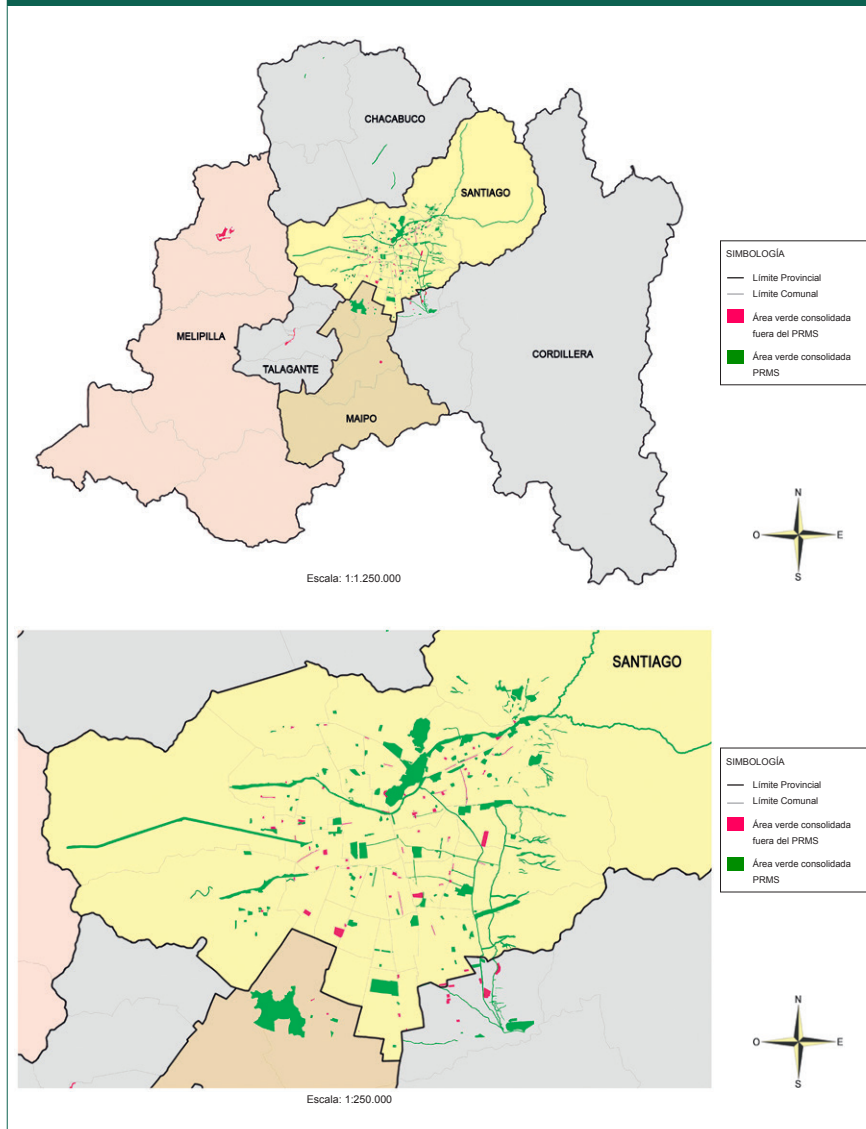 CHACABUCO
SANTIAGO
MELIPILLA
TALAGANTE
CORDILLERA
MAIPO
SIMBOLOGÍA
Límite Provincial
Límite Comunal
Área verde consolidada
fuera del PRMS
Área verde consolidada
PRMS
N
O E
S
Escala: 1:1.250.000
SANTIAGO
SIMBOLOGÍA
Límite Provincial
Límite Comunal
Área verde consolidada
fuera del PRMS
Área verde consolidada
PRMS
N
O E
S
Escala: 1:250.000